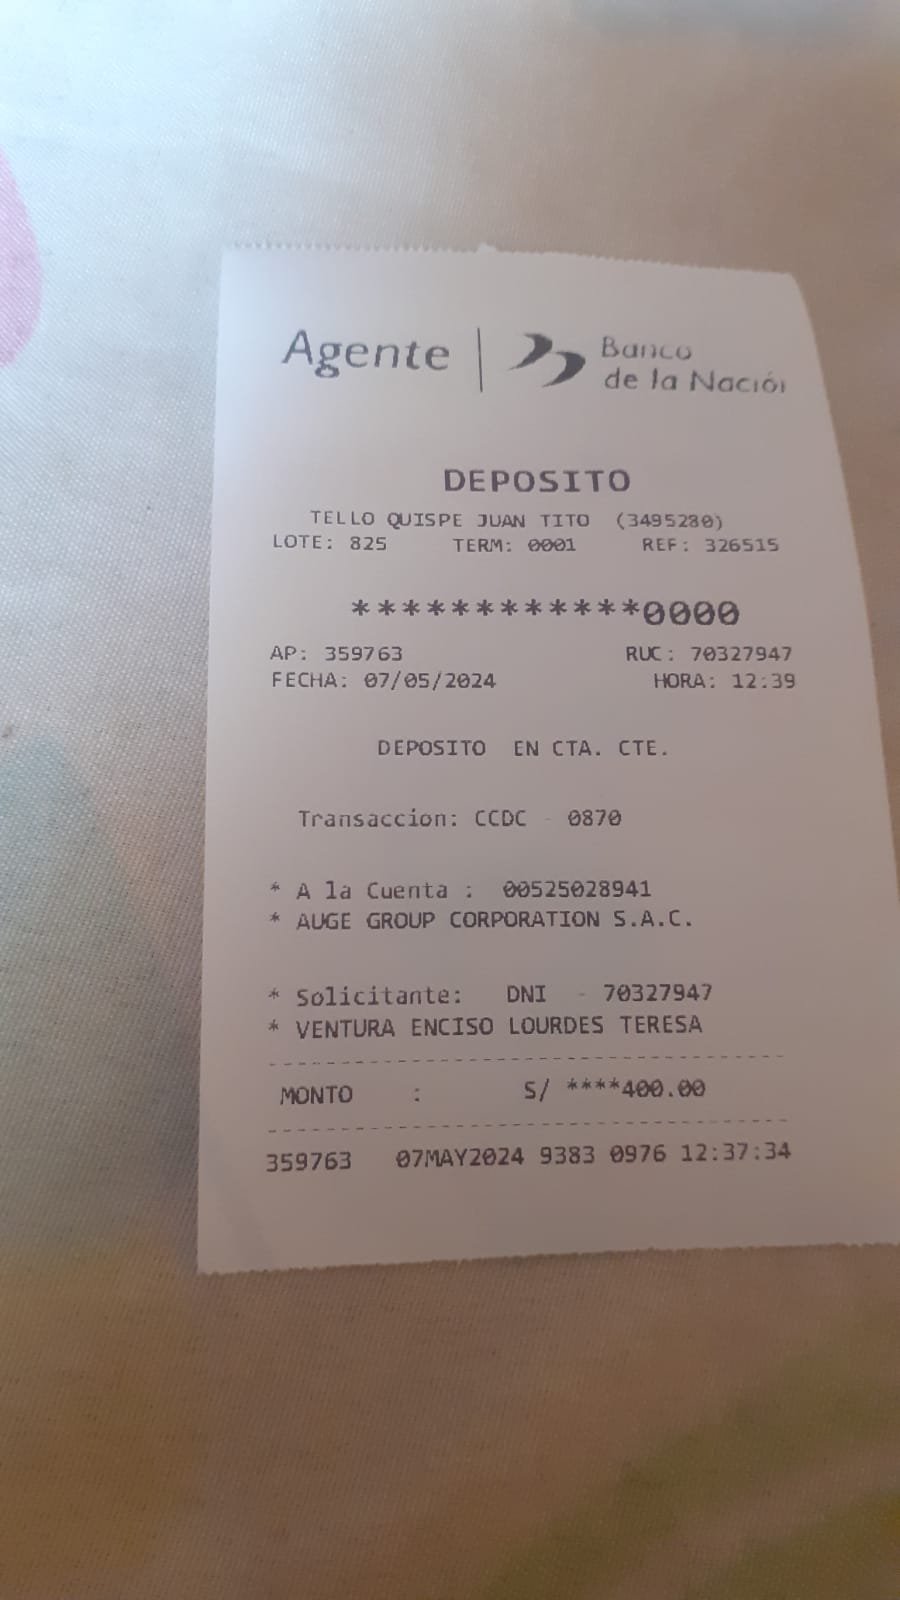 Agente | Banco
de la Nación
DEPOSITO
TELLO QUISPE JUAN TITO (3495280)
LOTE: 825 TERM: 0001 REF: 326515
************0000
AP: 359763 RUC: 70327947
FECHA: 07/05/2024 HORA: 12:39
DEPOSITO EN CTA. CTE.
Transaccion: CCDC - 0870
* A la Cuenta : 00525028941
* AUGE GROUP CORPORATION S.A.C.
* Solicitante: DNI - 70327947
* VENTURA ENCISO LOURDES TERESA
MONTO : S/ ****400.00
359763 07MAY2024 9383 0976 12:37:34